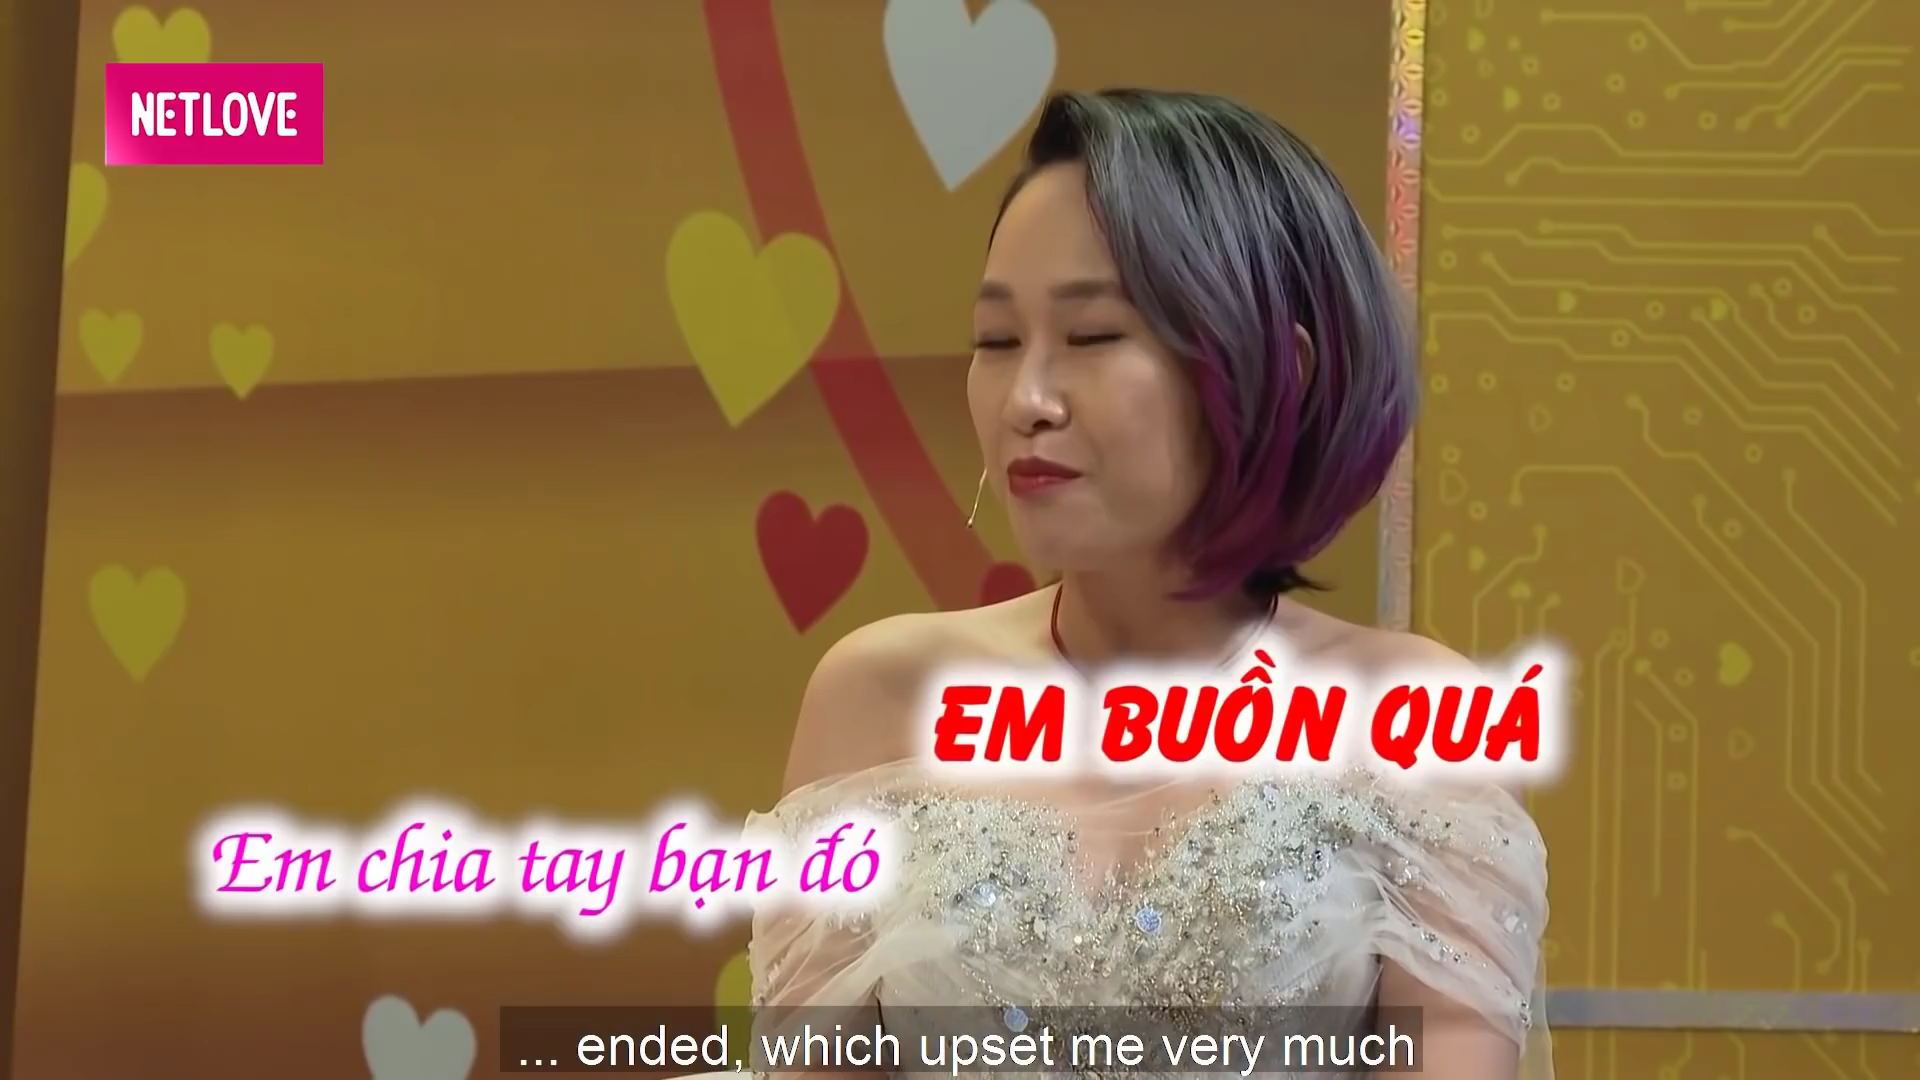 NETLOVE
EM BUỒN QUÁ
Em chia tay bạn đó
... ended, which upset me very much